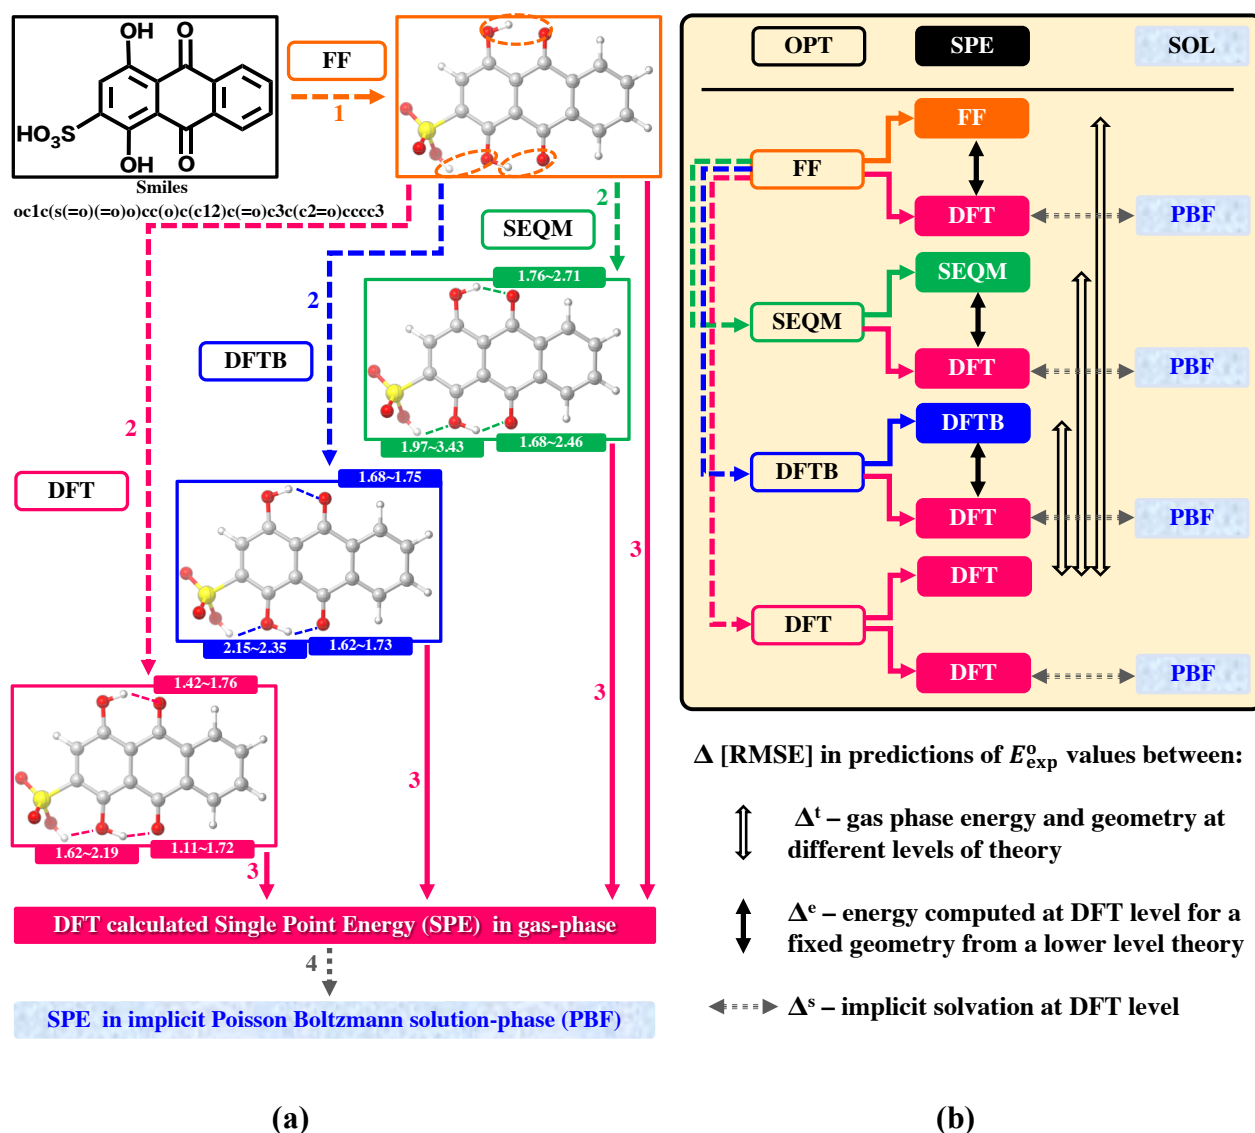 OH
O
HO₃S
OH
O
Smiles
oc1c(s(=o)(=o)o)cc(o)c(c12)c(=o)c3c(c2=o)cccc3
FF
1
2
SEQM
1.76~2.71
1.97~3.43
1.68~2.46
2
DFTB
1.68~1.75
2.15~2.35
1.62~1.73
2
DFT
1.42~1.76
1.62~2.19
1.11~1.72
3
3
3
3
DFT calculated Single Point Energy (SPE) in gas-phase
4
SPE in implicit Poisson Boltzmann solution-phase (PBF)
(a)
OPT
SPE
SOL
FF
FF
DFT
PBF
SEQM
SEQM
DFT
PBF
DFTB
DFTB
DFT
PBF
DFT
DFT
DFT
PBF
Δ [RMSE] in predictions of E°exp values between:
Δᵗ – gas phase energy and geometry at
different levels of theory
Δᵉ – energy computed at DFT level for a
fixed geometry from a lower level theory
Δˢ – implicit solvation at DFT level
(b)